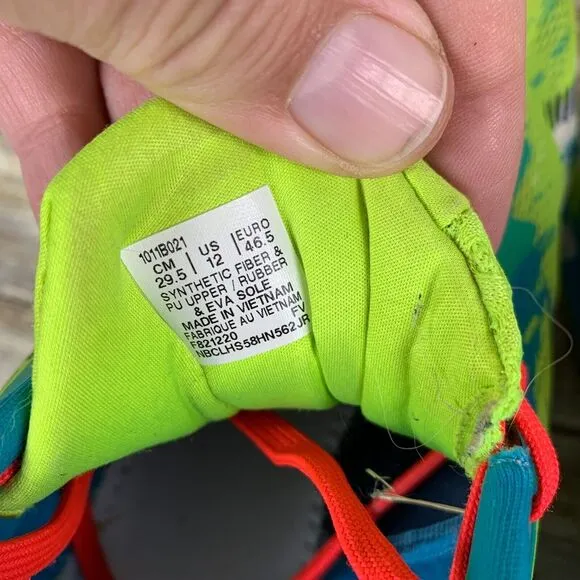 1011B021
CM | US | EURO
29.5 | 12 | 46.5
SYNTHETIC FIBER &
PU UPPER / RUBBER
& EVA SOLE
MADE IN VIETNAM
FABRIQUE AU VIETNAM
F821220 FV
NBCLHS58HN562JR